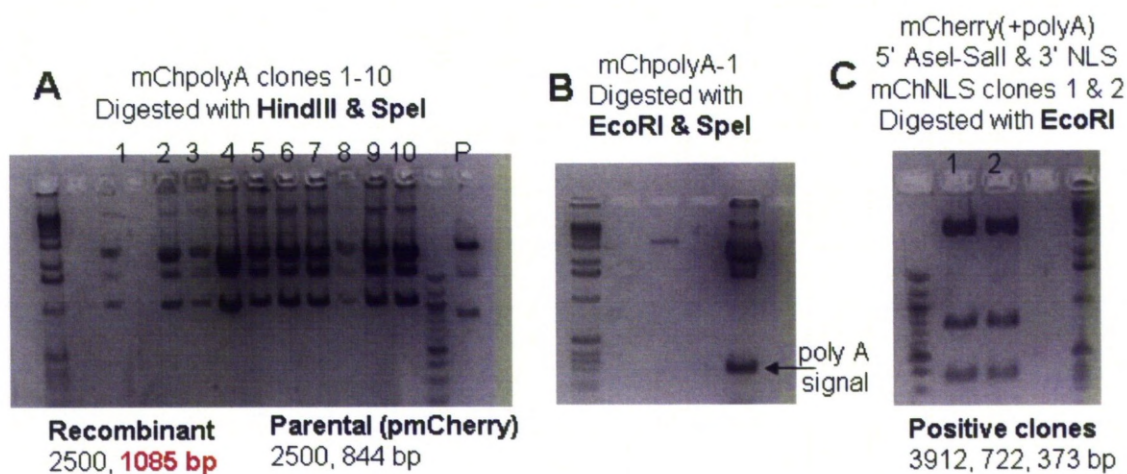 A
mChpolyA clones 1-10
Digested with HindIII & SpeI
1 2 3 4 5 6 7 8 9 10 P
Recombinant
2500, 1085 bp
Parental (pmCherry)
2500, 844 bp
B
mChpolyA-1
Digested with
EcoRI & SpeI
poly A
signal
C
mCherry(+polyA)
5' AseI-SalI & 3' NLS
mChNLS clones 1 & 2
Digested with EcoRI
1 2
Positive clones
3912, 722, 373 bp